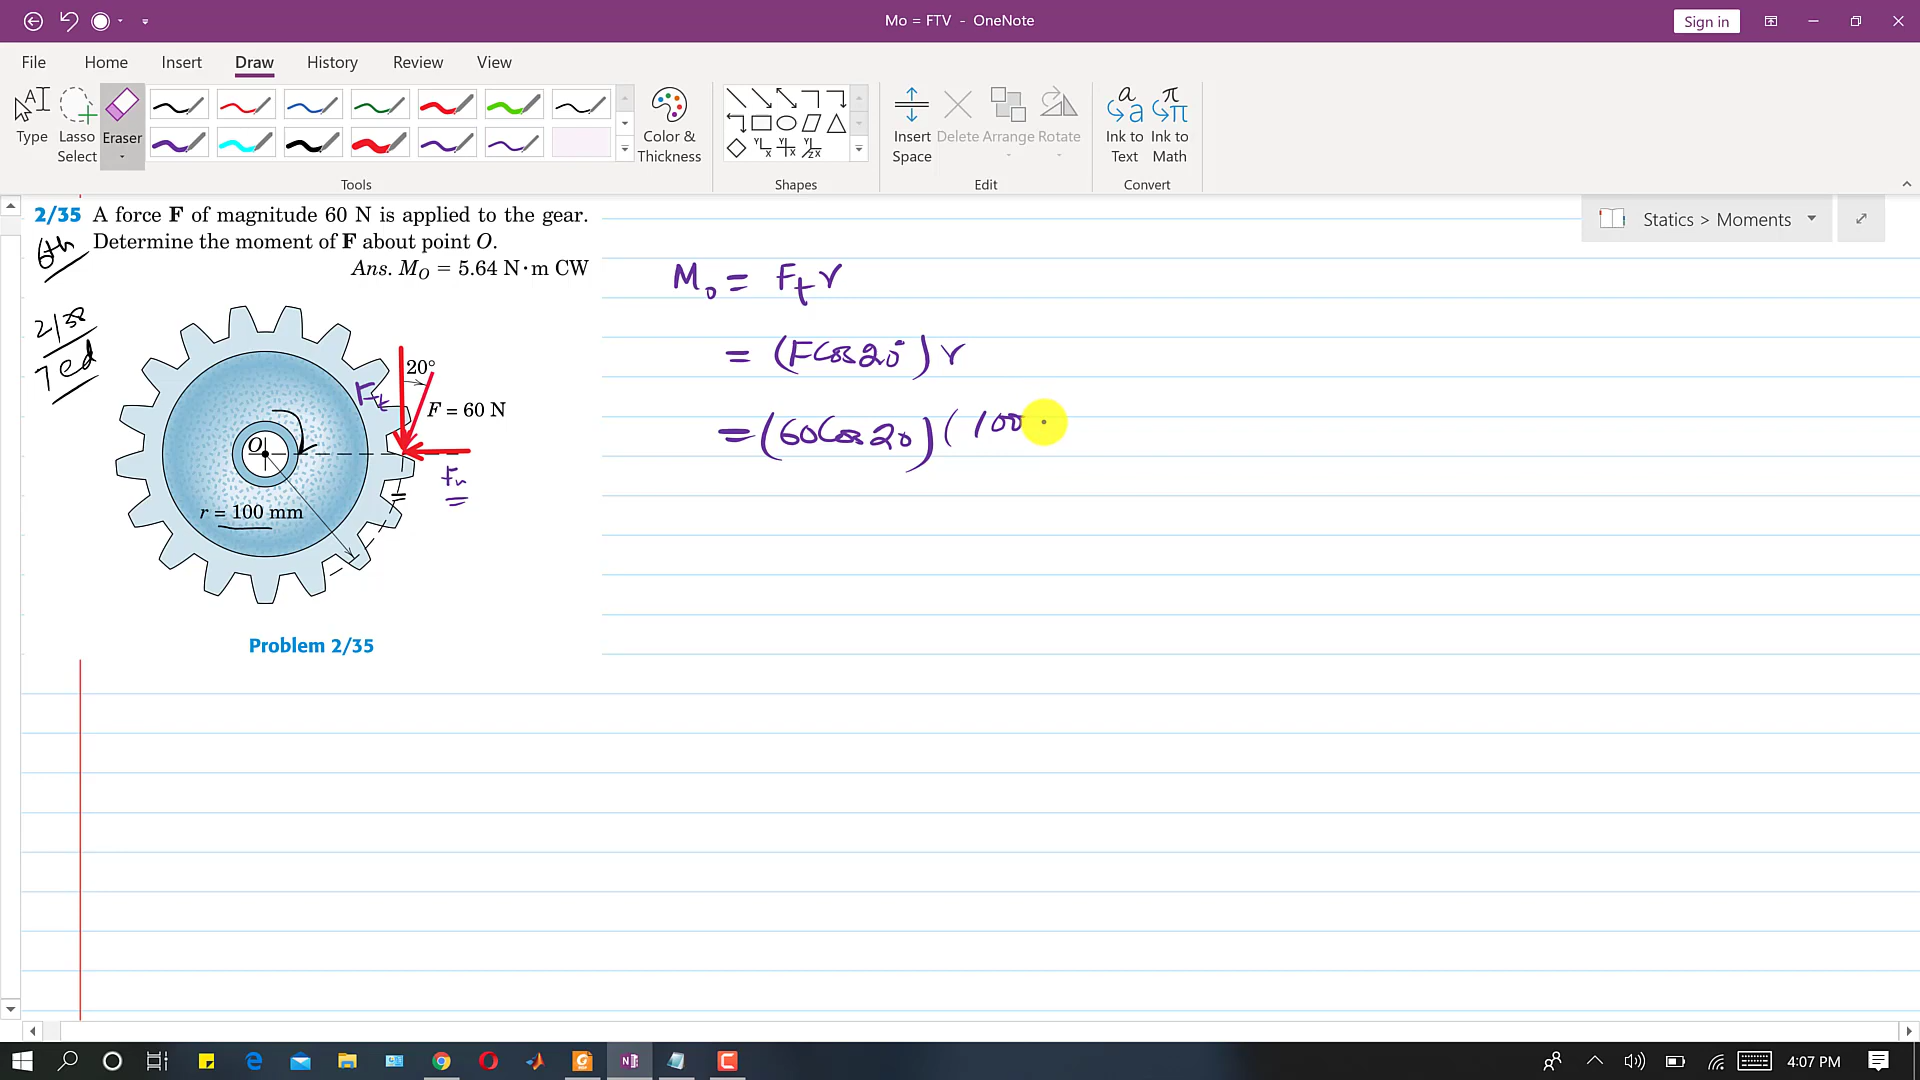 Mo = FTV - OneNote
Sign in
File Home Insert Draw History Review View
Type
Lasso Select
Eraser
Color & Thickness
Insert Space
Delete
Arrange
Rotate
Ink to Text
Ink to Math
Tools
Shapes
Edit
Convert
Statics > Moments
2/35 A force F of magnitude 60 N is applied to the gear.
Determine the moment of F about point O.
Ans. M_O = 5.64 N·m CW
6th
2/38
7 ed
20°
F = 60 N
F_t
O
F_n
r = 100 mm
Problem 2/35
M_o = F_t r
= (F Cos 20°) r
= (60 Cos 20) ( 100
4:07 PM